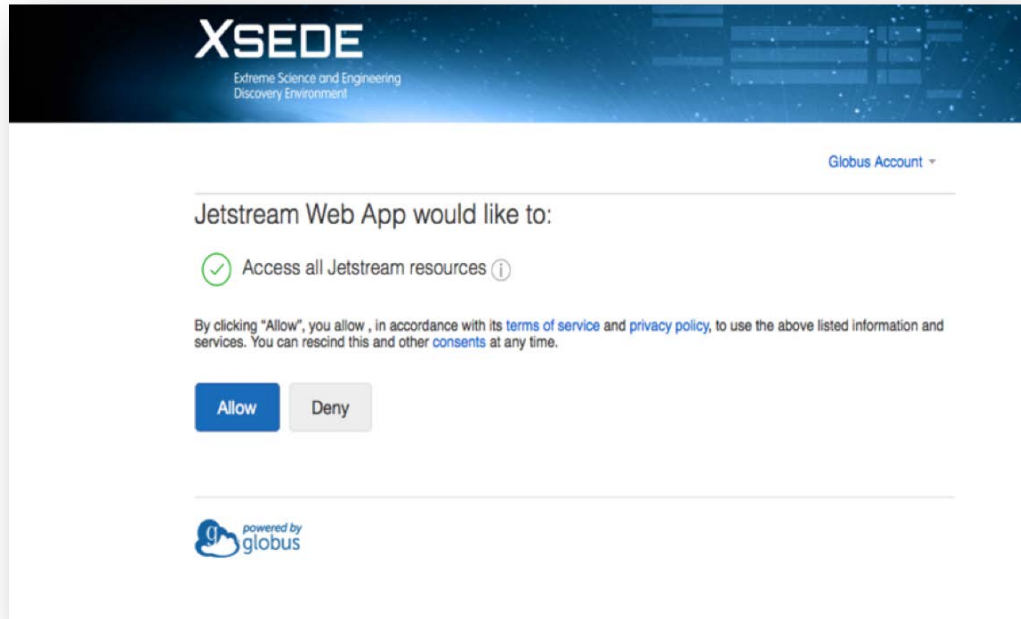 XSEDE
Extreme Science and Engineering
Discovery Environment
Globus Account
Jetstream Web App would like to:
Access all Jetstream resources i
By clicking “Allow”, you allow , in accordance with its terms of service and privacy policy, to use the above listed information and
services. You can rescind this and other consents at any time.
Allow Deny
g powered by
globus